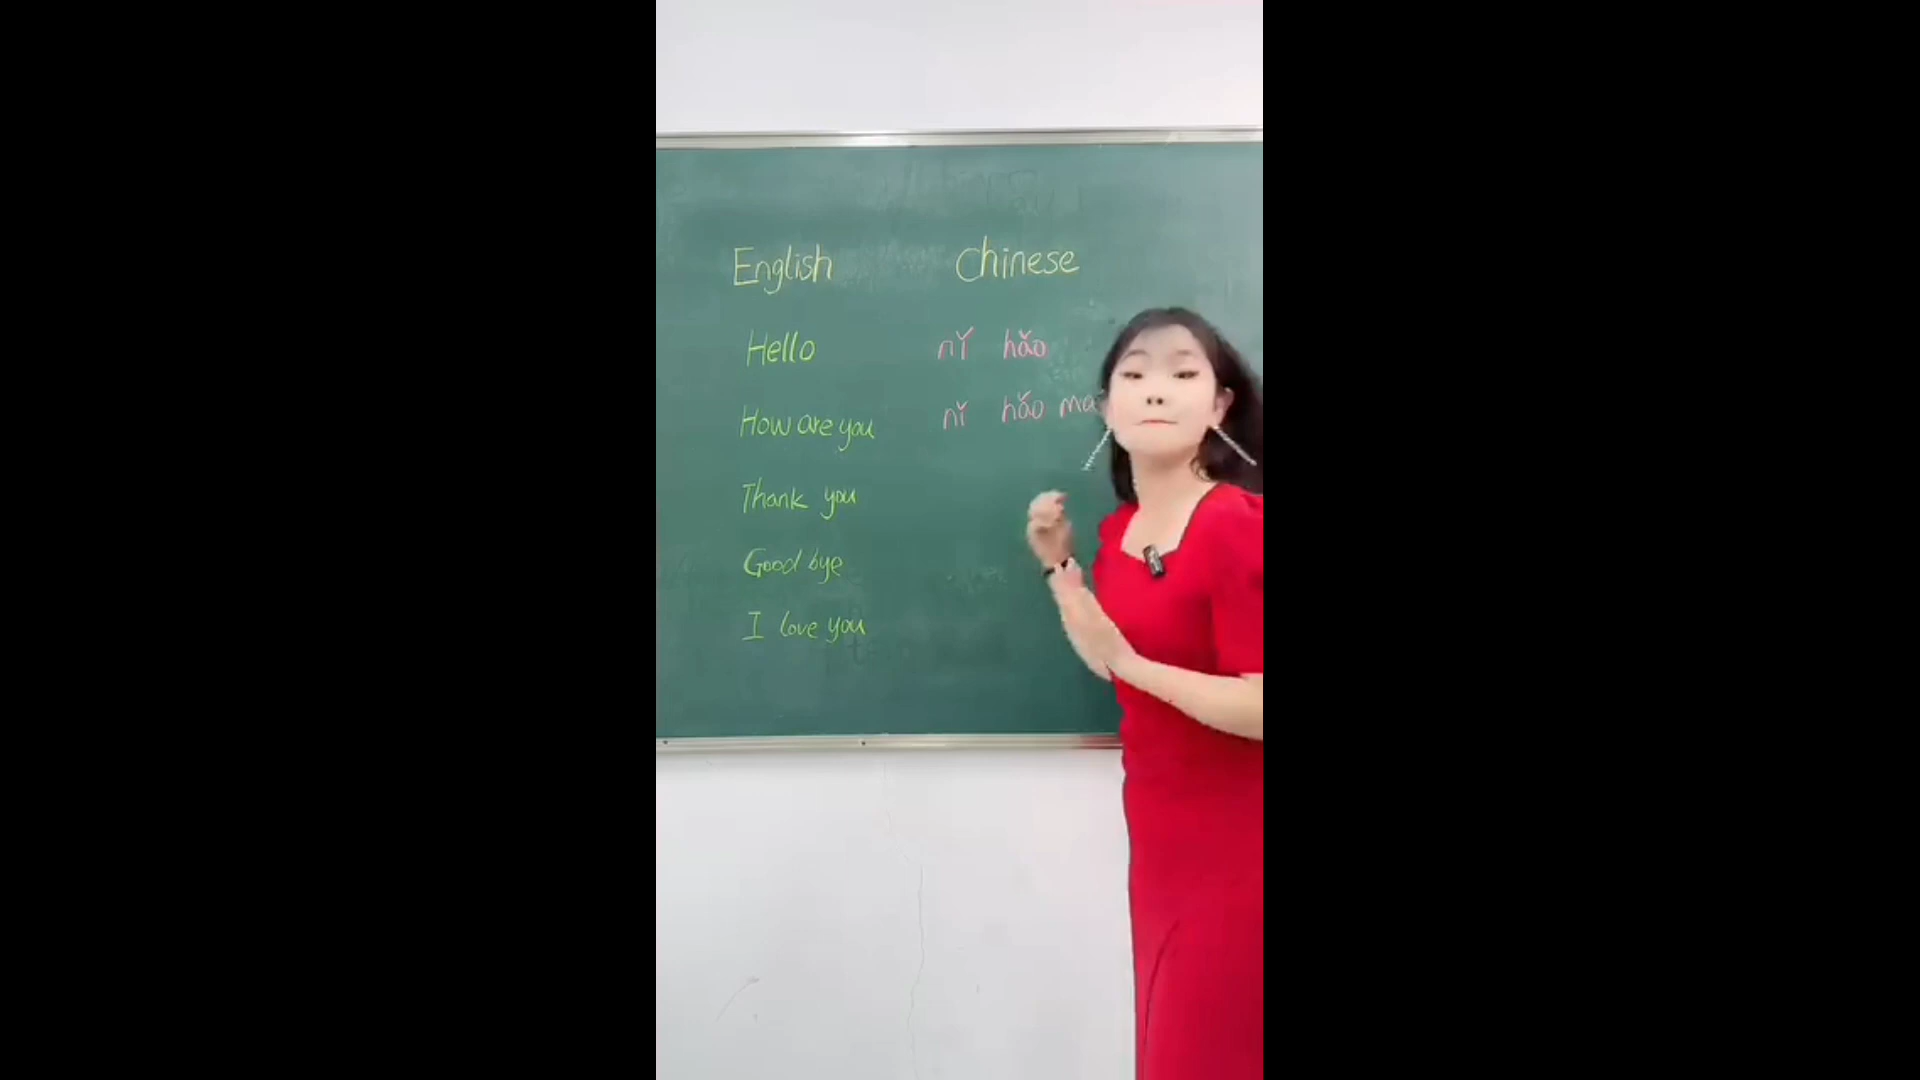 English Chinese
Hello nǐ hǎo
How are you nǐ hǎo ma
Thank you
Good bye
I love you